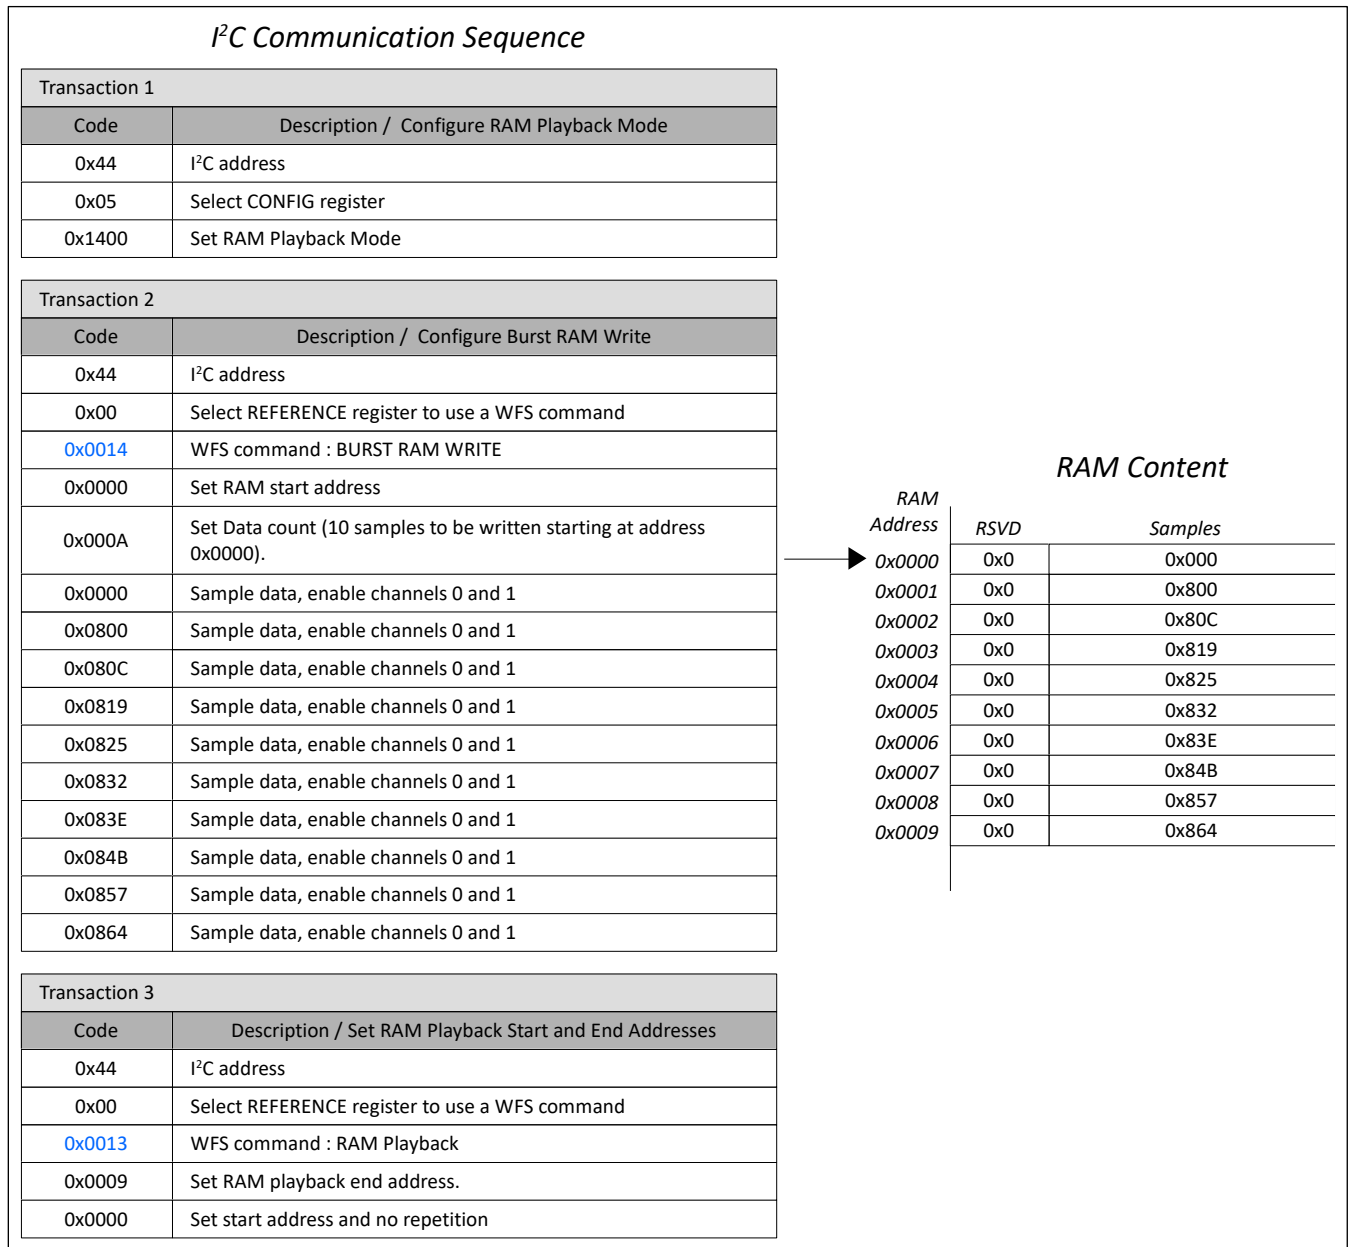 I²C Communication Sequence
Transaction 1
Code Description / Configure RAM Playback Mode
0x44 I²C address
0x05 Select CONFIG register
0x1400 Set RAM Playback Mode
Transaction 2
Code Description / Configure Burst RAM Write
0x44 I²C address
0x00 Select REFERENCE register to use a WFS command
0x0014 WFS command : BURST RAM WRITE
0x0000 Set RAM start address
0x000A Set Data count (10 samples to be written starting at address
0x0000).
0x0000 Sample data, enable channels 0 and 1
0x0800 Sample data, enable channels 0 and 1
0x080C Sample data, enable channels 0 and 1
0x0819 Sample data, enable channels 0 and 1
0x0825 Sample data, enable channels 0 and 1
0x0832 Sample data, enable channels 0 and 1
0x083E Sample data, enable channels 0 and 1
0x084B Sample data, enable channels 0 and 1
0x0857 Sample data, enable channels 0 and 1
0x0864 Sample data, enable channels 0 and 1
Transaction 3
Code Description / Set RAM Playback Start and End Addresses
0x44 I²C address
0x00 Select REFERENCE register to use a WFS command
0x0013 WFS command : RAM Playback
0x0009 Set RAM playback end address.
0x0000 Set start address and no repetition
RAM Content
RAM
Address RSVD Samples
0x0000 0x0 0x000
0x0001 0x0 0x800
0x0002 0x0 0x80C
0x0003 0x0 0x819
0x0004 0x0 0x825
0x0005 0x0 0x832
0x0006 0x0 0x83E
0x0007 0x0 0x84B
0x0008 0x0 0x857
0x0009 0x0 0x864